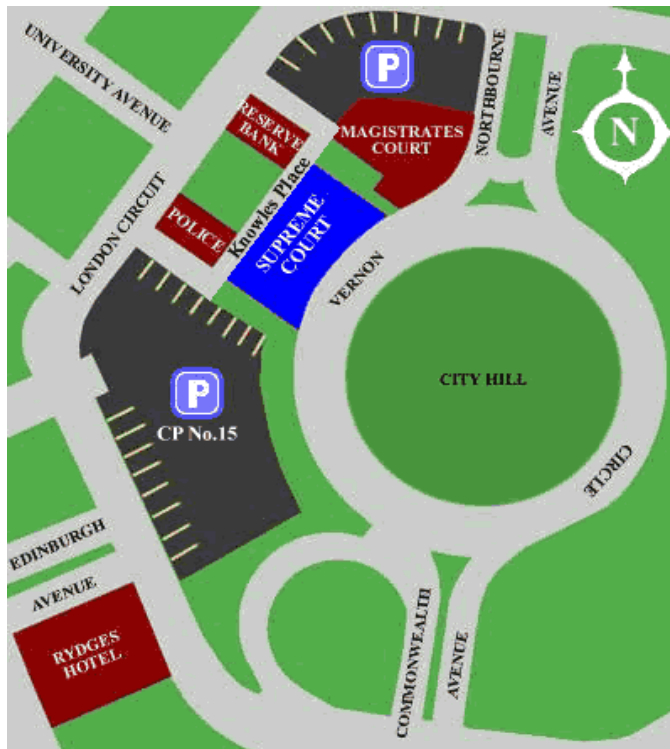 UNIVERSITY AVENUE
P
NORTHBOURNE
AVENUE
N
RESERVE
BANK
MAGISTRATES
COURT
Knowles Place
LONDON CIRCUIT
POLICE
SUPREME
COURT
VERNON
CITY HILL
P
CP No.15
CIRCLE
EDINBURGH
AVENUE
RYDGES
HOTEL
COMMONWEALTH
AVENUE